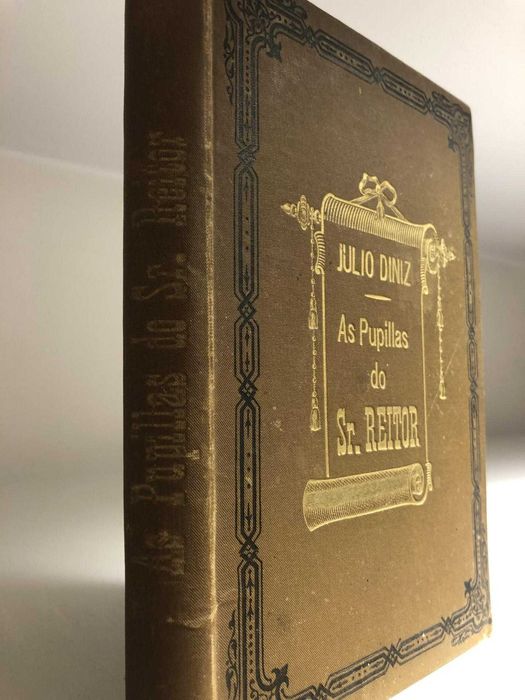 As Pupillas do Sr. Reitor
JULIO DINIZ
As Pupillas
do
Sr. REITOR